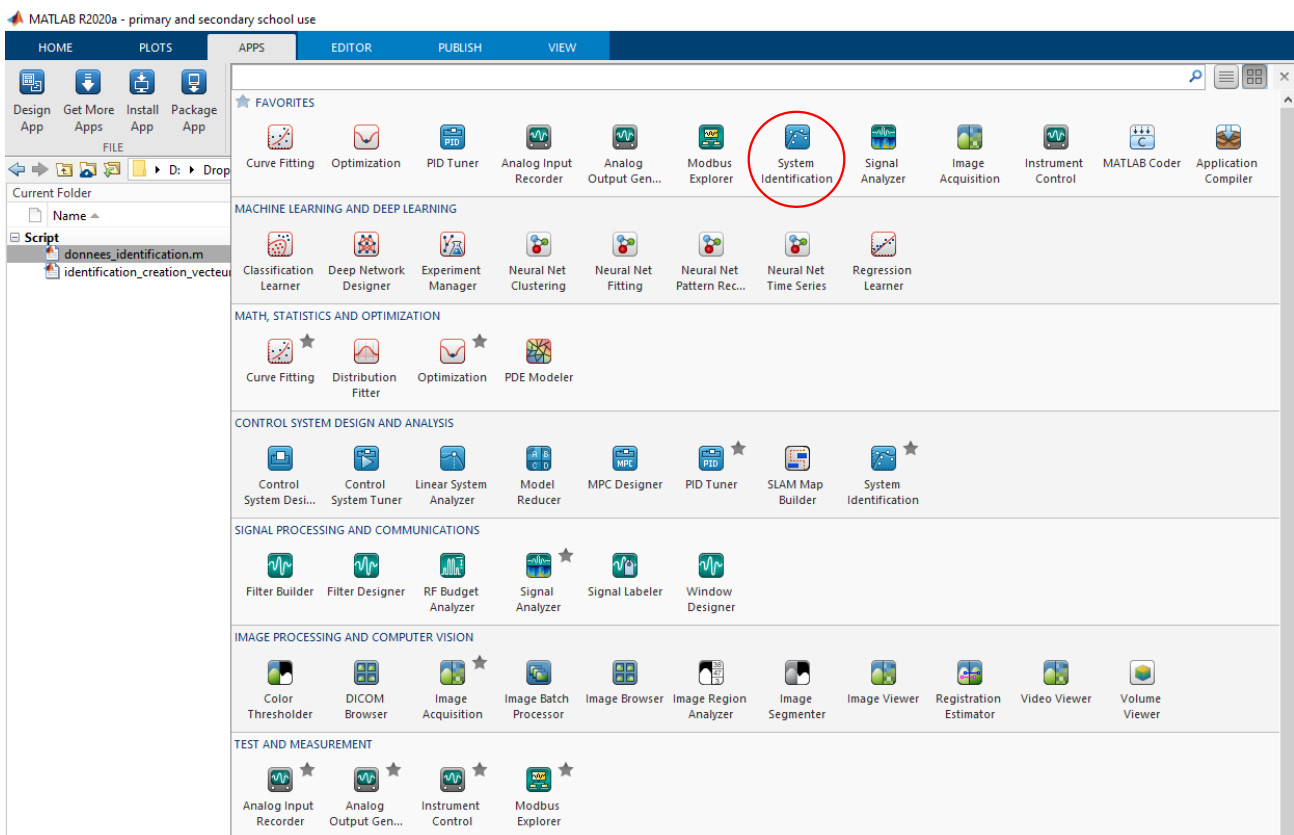 MATLAB R2020a - primary and secondary school use
HOME PLOTS APPS EDITOR PUBLISH VIEW
Design App
Get More Apps
Install App
Package App
FILE
D: Drop
Current Folder
Name
Script
donnees_identification.m
identification_creation_vecteu
FAVORITES
Curve Fitting
Optimization
PID Tuner
Analog Input Recorder
Analog Output Gen...
Modbus Explorer
System Identification
Signal Analyzer
Image Acquisition
Instrument Control
MATLAB Coder
Application Compiler
MACHINE LEARNING AND DEEP LEARNING
Classification Learner
Deep Network Designer
Experiment Manager
Neural Net Clustering
Neural Net Fitting
Neural Net Pattern Rec...
Neural Net Time Series
Regression Learner
MATH, STATISTICS AND OPTIMIZATION
Curve Fitting
Distribution Fitter
Optimization
PDE Modeler
CONTROL SYSTEM DESIGN AND ANALYSIS
Control System Desi...
Control System Tuner
Linear System Analyzer
Model Reducer
MPC Designer
PID Tuner
SLAM Map Builder
System Identification
SIGNAL PROCESSING AND COMMUNICATIONS
Filter Builder
Filter Designer
RF Budget Analyzer
Signal Analyzer
Signal Labeler
Window Designer
IMAGE PROCESSING AND COMPUTER VISION
Color Thresholder
DICOM Browser
Image Acquisition
Image Batch Processor
Image Browser
Image Region Analyzer
Image Segmenter
Image Viewer
Registration Estimator
Video Viewer
Volume Viewer
TEST AND MEASUREMENT
Analog Input Recorder
Analog Output Gen...
Instrument Control
Modbus Explorer